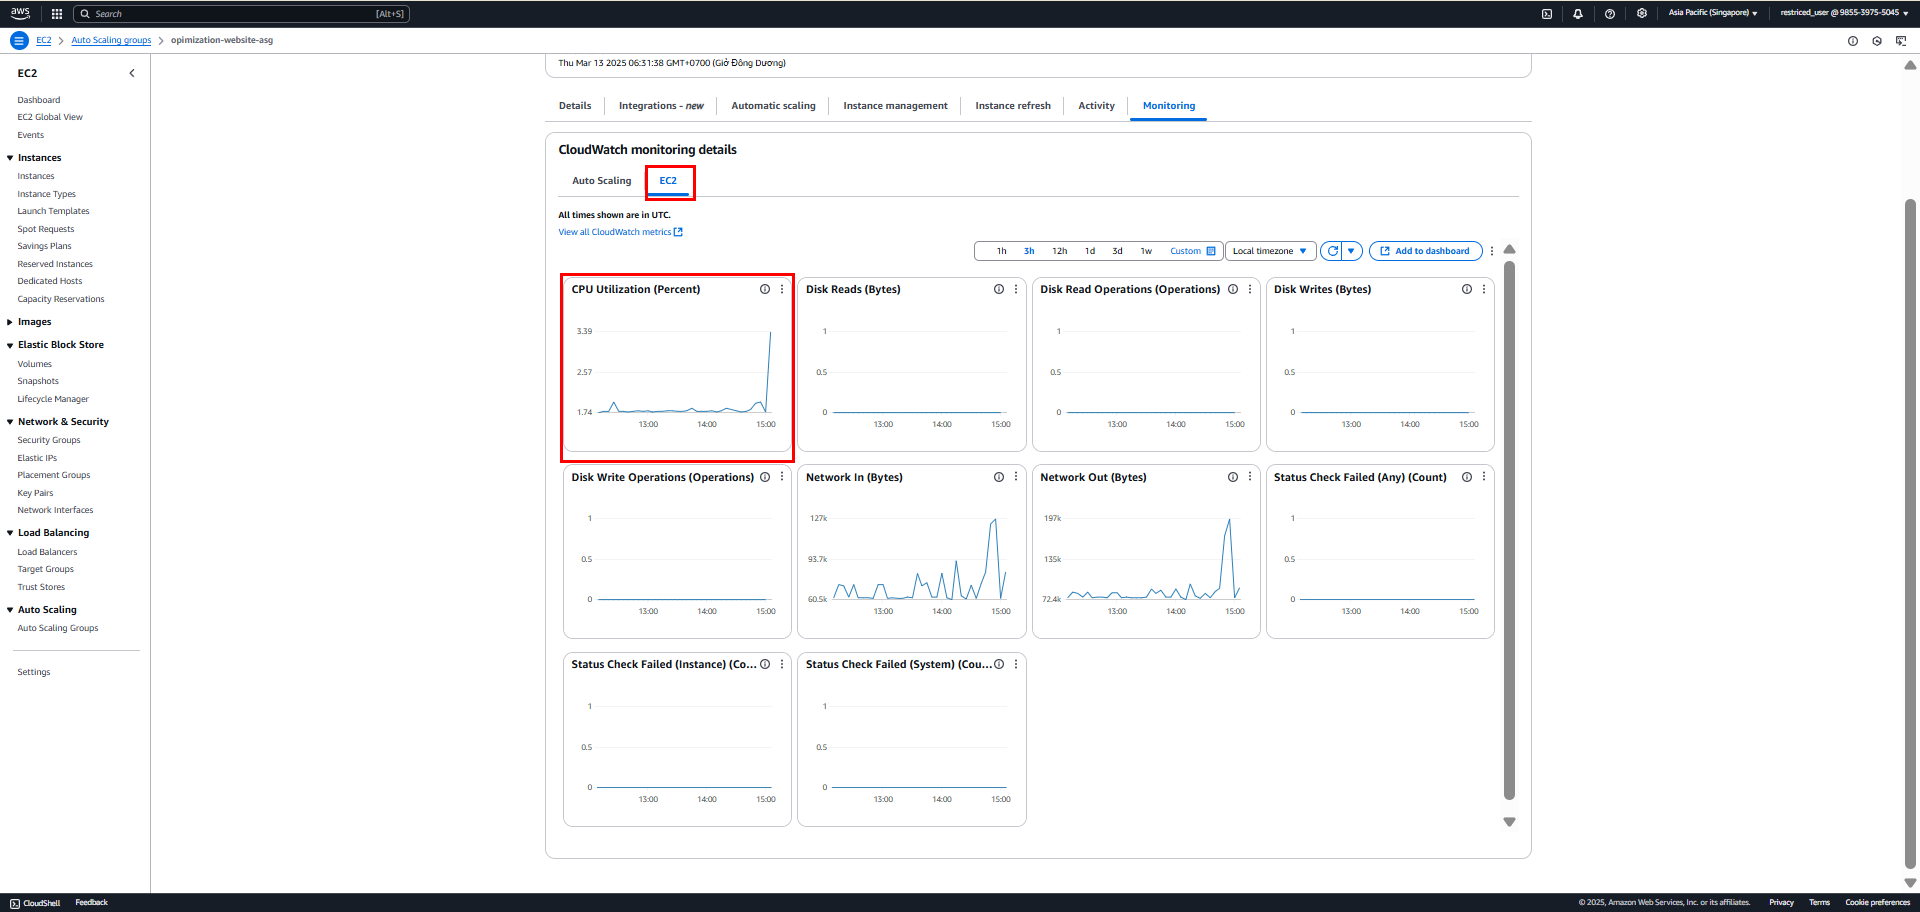 aws
Search
[Alt+S]
Asia Pacific (Singapore)
restriced_user @ 9855-3975-5045
EC2
Auto Scaling groups
opimization-website-asg
EC2
Dashboard
EC2 Global View
Events
Instances
Instances
Instance Types
Launch Templates
Spot Requests
Savings Plans
Reserved Instances
Dedicated Hosts
Capacity Reservations
Images
Elastic Block Store
Volumes
Snapshots
Lifecycle Manager
Network & Security
Security Groups
Elastic IPs
Placement Groups
Key Pairs
Network Interfaces
Load Balancing
Load Balancers
Target Groups
Trust Stores
Auto Scaling
Auto Scaling Groups
Settings
Thu Mar 13 2025 06:31:38 GMT+0700 (Giờ Đông Dương)
Details
Integrations - new
Automatic scaling
Instance management
Instance refresh
Activity
Monitoring
CloudWatch monitoring details
Auto Scaling
EC2
All times shown are in UTC.
View all CloudWatch metrics
1h
3h
12h
1d
3d
1w
Custom
Local timezone
Add to dashboard
CPU Utilization (Percent)
3.39
2.57
1.74
13:00
14:00
15:00
Disk Reads (Bytes)
1
0.5
0
13:00
14:00
15:00
Disk Read Operations (Operations)
1
0.5
0
13:00
14:00
15:00
Disk Writes (Bytes)
1
0.5
0
13:00
14:00
15:00
Disk Write Operations (Operations)
1
0.5
0
13:00
14:00
15:00
Network In (Bytes)
127k
93.7k
60.5k
13:00
14:00
15:00
Network Out (Bytes)
197k
135k
72.4k
13:00
14:00
15:00
Status Check Failed (Any) (Count)
1
0.5
0
13:00
14:00
15:00
Status Check Failed (Instance) (Co...
1
0.5
0
13:00
14:00
15:00
Status Check Failed (System) (Cou...
1
0.5
0
13:00
14:00
15:00
CloudShell
Feedback
© 2025, Amazon Web Services, Inc. or its affiliates.
Privacy
Terms
Cookie preferences